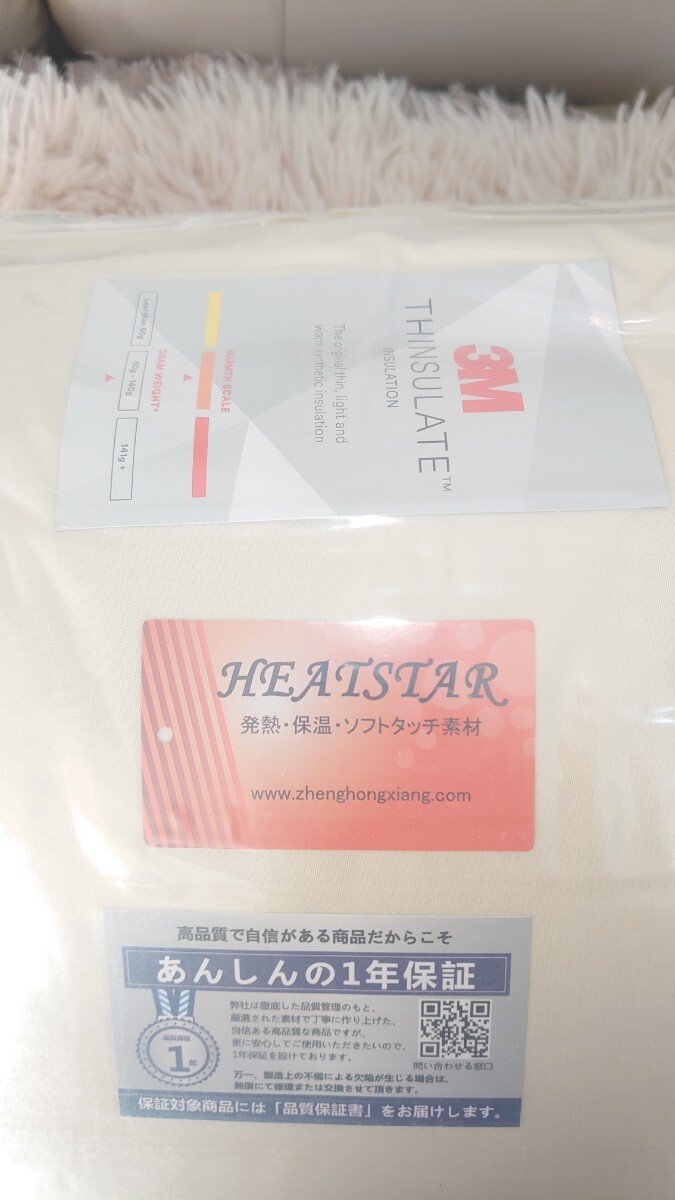 3M
THINSULATE™
INSULATION
The original thin, light and
warm synthetic insulation
WARMTH SCALE
GRAM WEIGHT*
Less than 60g
60g - 140g
141g +
HEATSTAR
発熱・保温・ソフトタッチ素材
www.zhenghongxiang.com
高品質で自信がある商品だからこそ
あんしんの1年保証
弊社は徹底した品質管理のもと、
厳選された素材で丁寧に作り上げた、
自信ある高品質な商品ですが、
更に安心してご使用いただきたいので、
1年保証を設けております。
問い合わせる窓口
万一、製造上の不備による欠陥が生じる場合は、
無償にて修理または交換させて頂きます。
品質保証
1年
保証対象商品には「品質保証書」をお届けします。